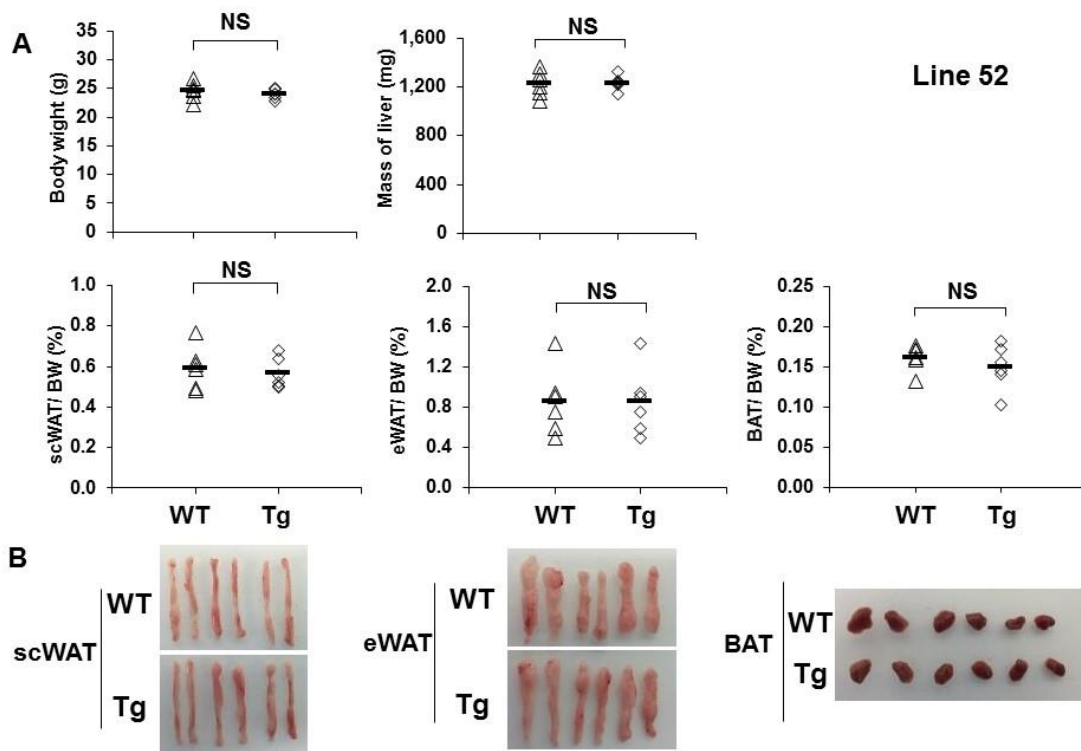 A
Line 52
Body wight (g)
35
30
25
20
15
10
5
0
NS
Mass of liver (mg)
1,600
1,200
800
400
0
NS
scWAT/ BW (%)
1.0
0.8
0.6
0.4
0.2
0.0
NS
WT Tg
eWAT/ BW (%)
2.0
1.6
1.2
0.8
0.4
0.0
NS
WT Tg
BAT/ BW (%)
0.25
0.20
0.15
0.10
0.05
0.00
NS
WT Tg
B
scWAT
WT
Tg
eWAT
WT
Tg
BAT
WT
Tg